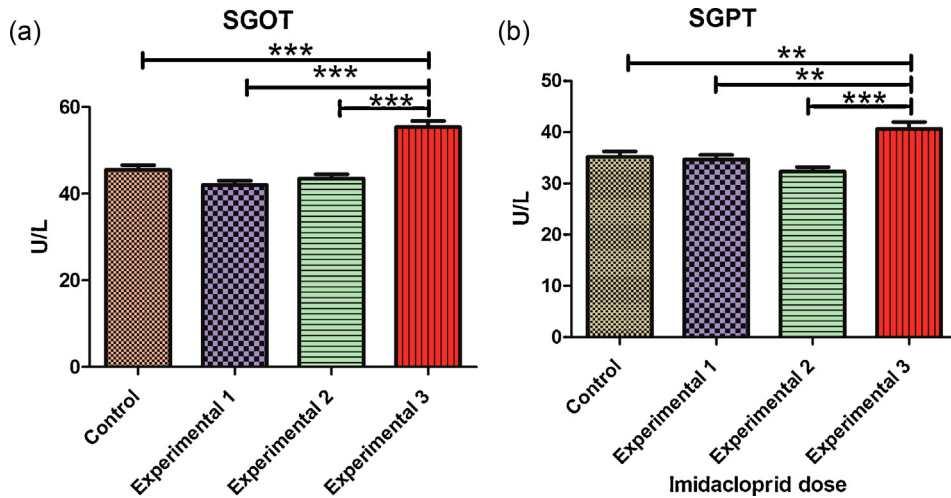 (a)
SGOT
***
***
***
60
40
20
0
U/L
Control
Experimental 1
Experimental 2
Experimental 3
(b)
SGPT
**
**
***
50
40
30
20
10
0
U/L
Control
Experimental 1
Experimental 2
Experimental 3
Imidacloprid dose